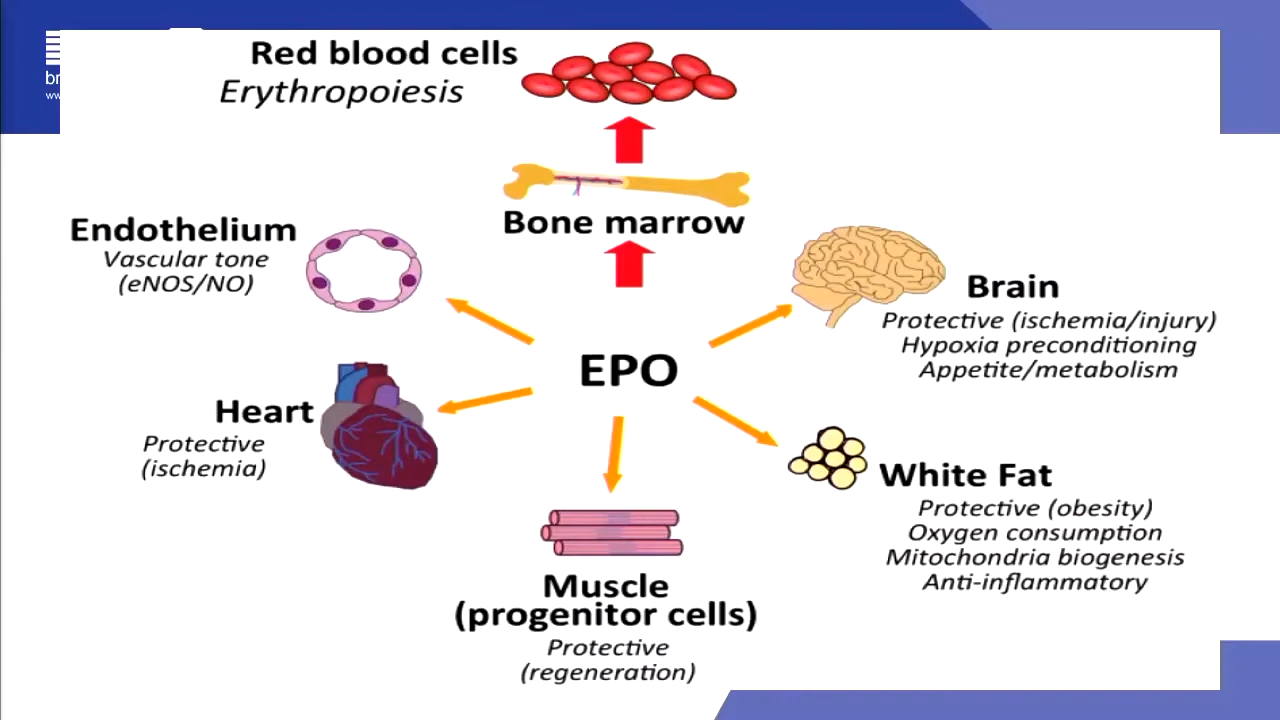 Red blood cells
Erythropoiesis
Bone marrow
Endothelium
Vascular tone
(eNOS/NO)
Brain
Protective (ischemia/injury)
Hypoxia preconditioning
Appetite/metabolism
EPO
Heart
Protective
(ischemia)
White Fat
Protective (obesity)
Oxygen consumption
Mitochondria biogenesis
Anti-inflammatory
Muscle
(progenitor cells)
Protective
(regeneration)